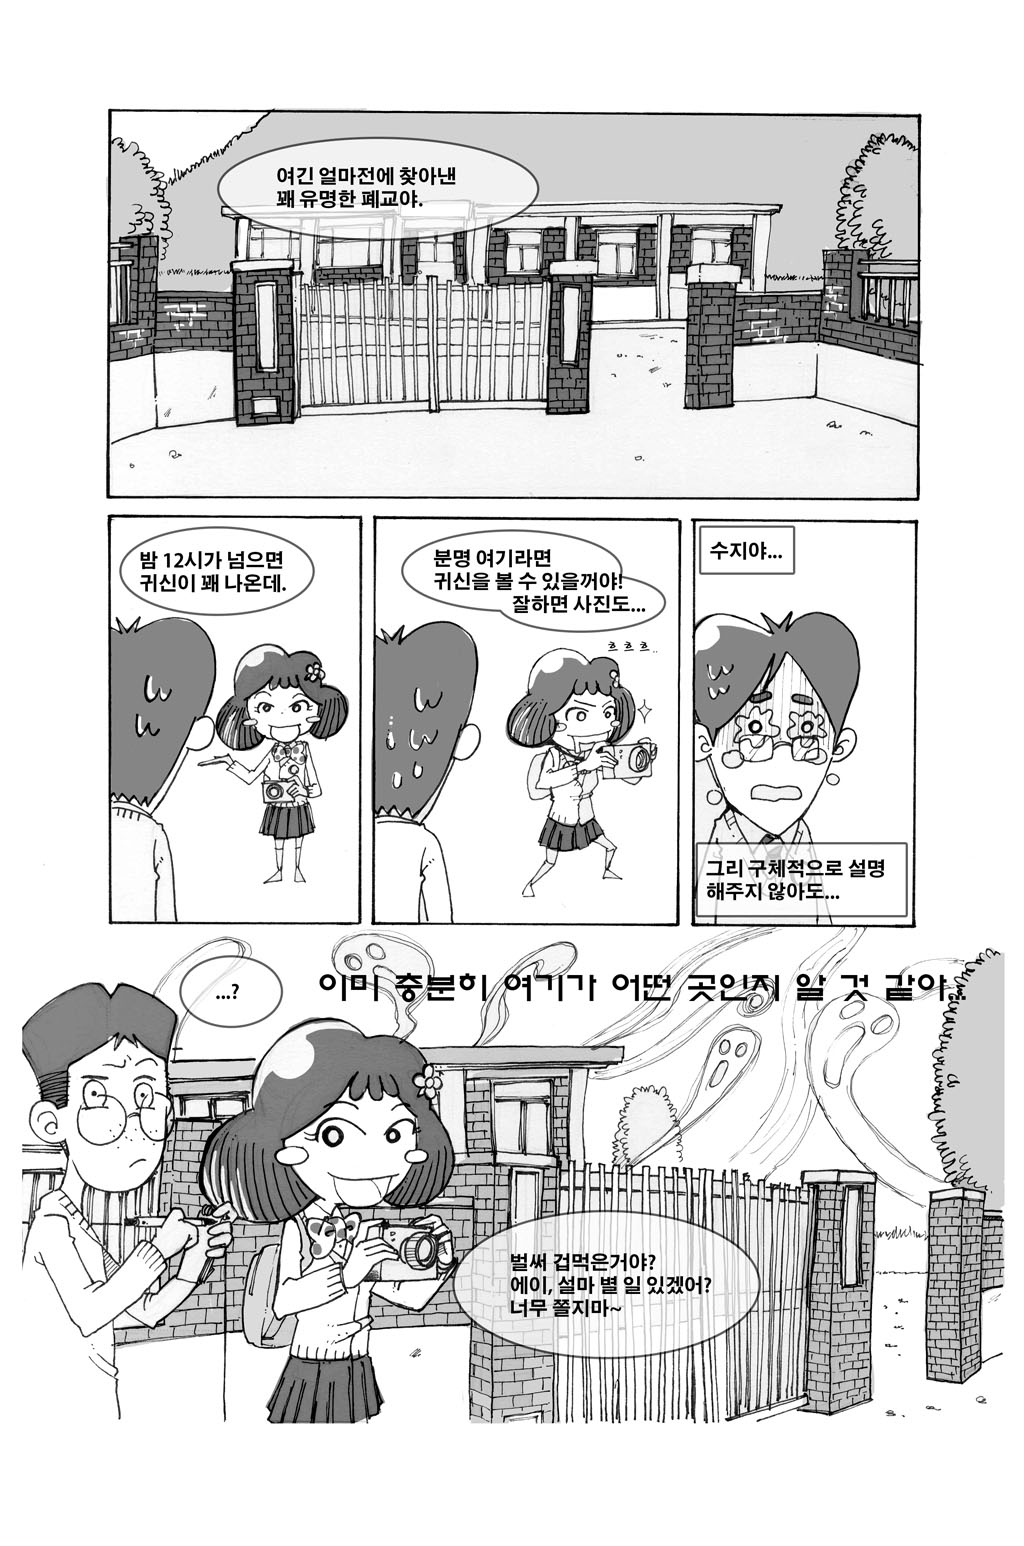 여긴 얼마전에 찾아낸
꽤 유명한 폐교야.
밤 12시가 넘으면
귀신이 꽤 나온데.
분명 여기라면
귀신을 볼 수 있을꺼야!
잘하면 사진도...
흐흐흐..
수지야...
그리 구체적으로 설명
해주지 않아도...
이미 충분히 여기가 어떤 곳인지 알 것 같아...
...?
벌써 겁먹은거야?
에이, 설마 별 일 있겠어?
너무 쫄지마~